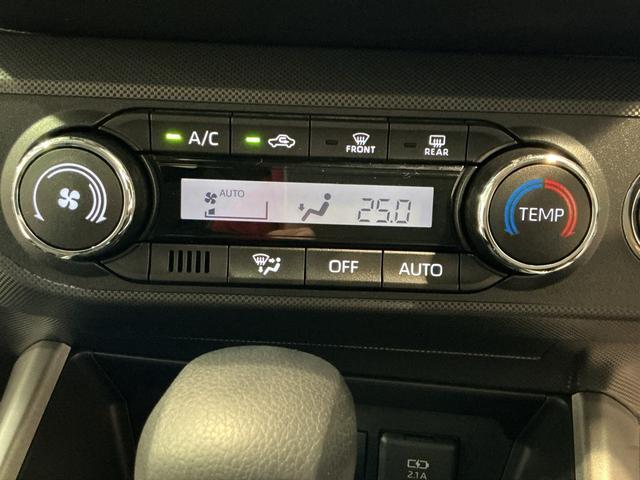 A/C
FRONT
REAR
AUTO
25.0
TEMP
OFF
AUTO
2.1A